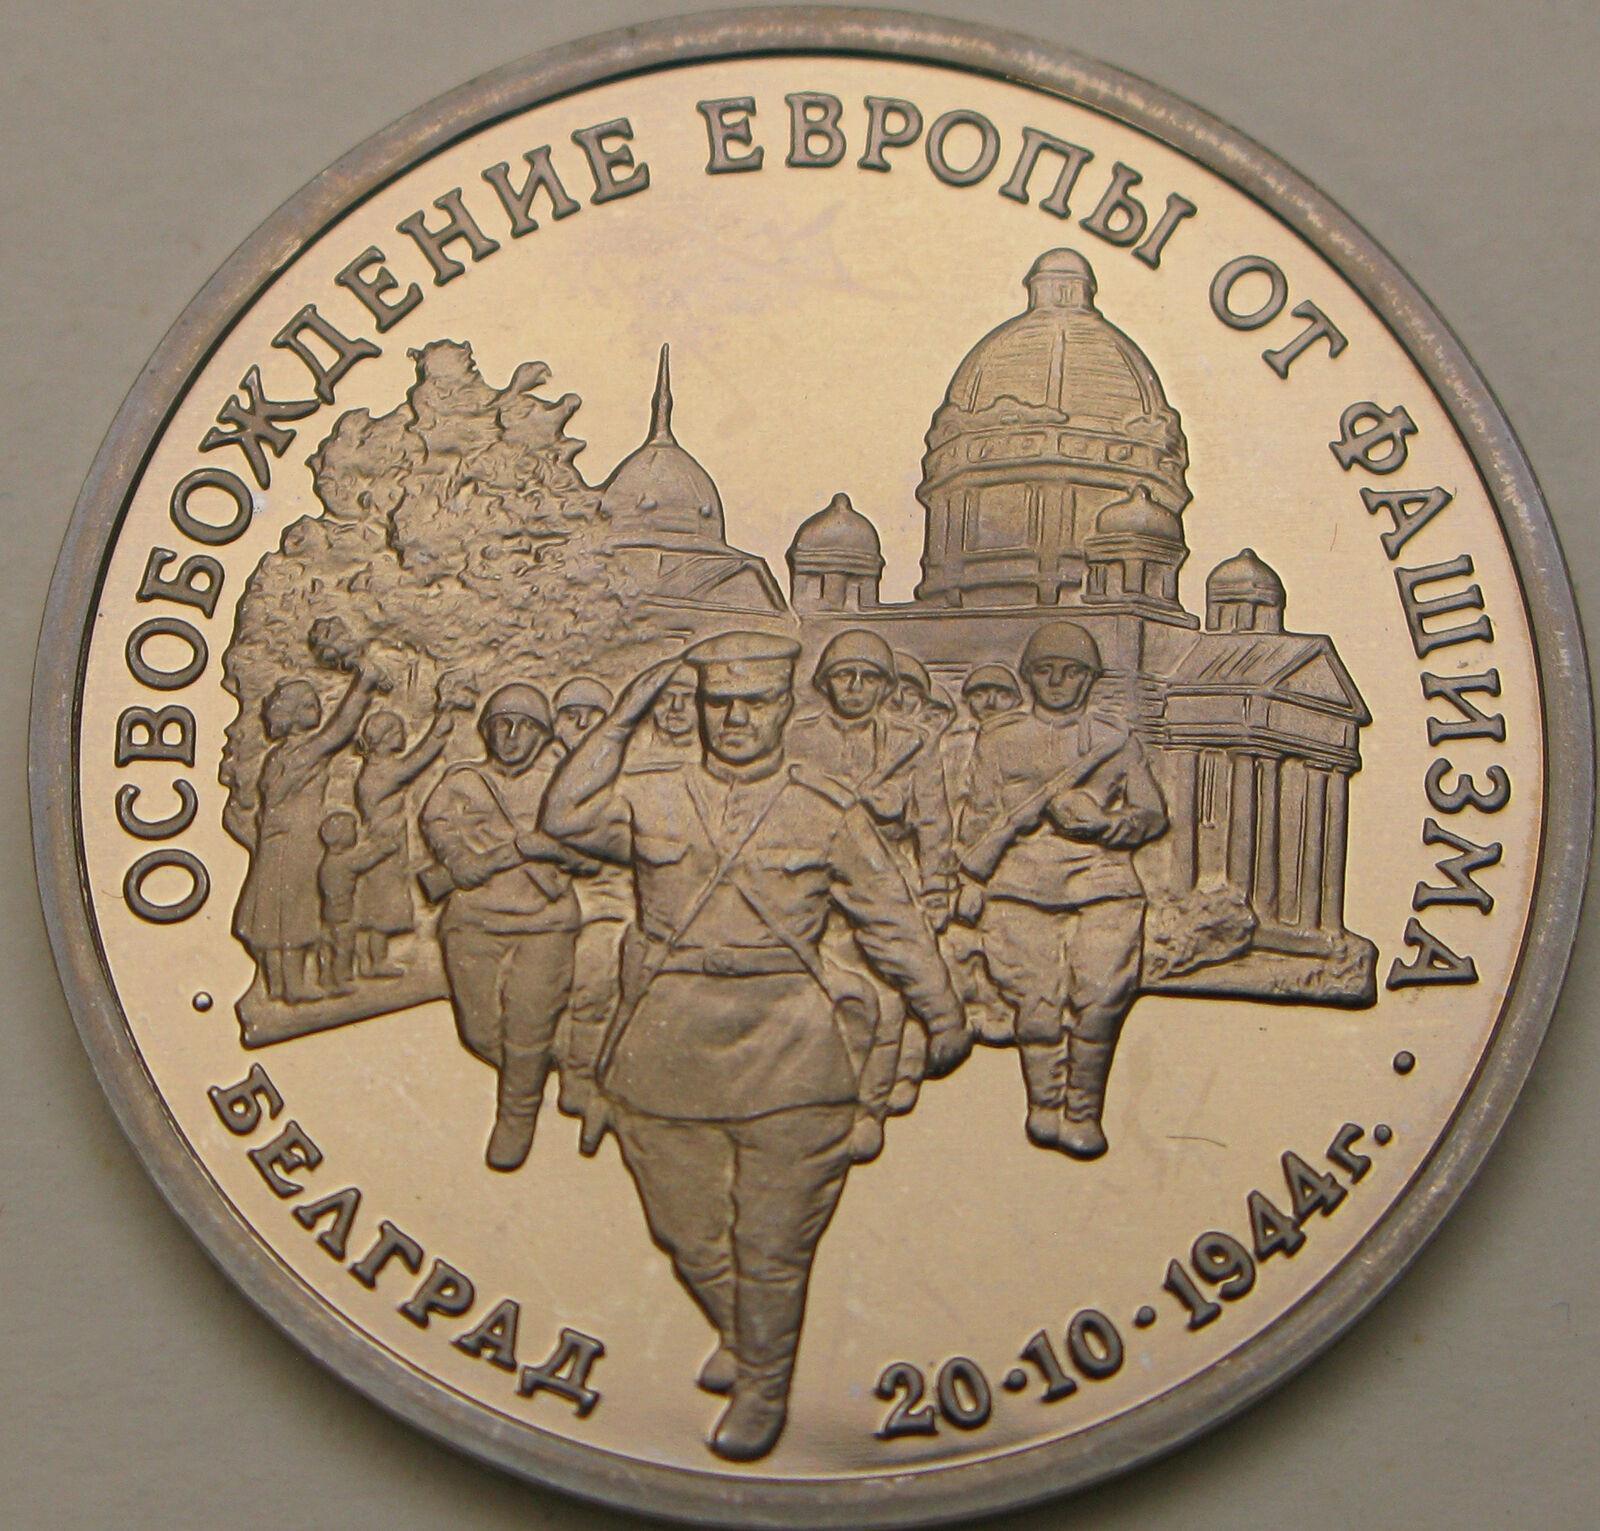 ОСВОБОЖДЕНИЕ ЕВРОПЫ ОТ ФАШИЗМА
· БЕЛГРАД 20·10·1944г. ·